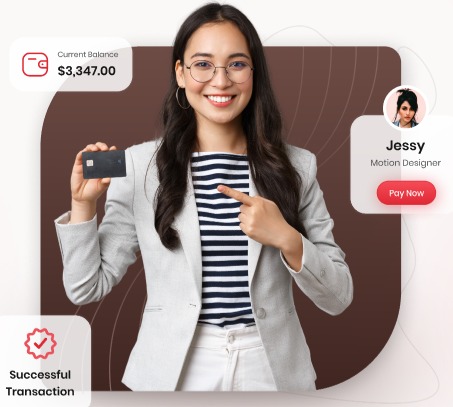 Current Balance
$3,347.00
Jessy
Motion Designer
Pay Now
Successful
Transaction